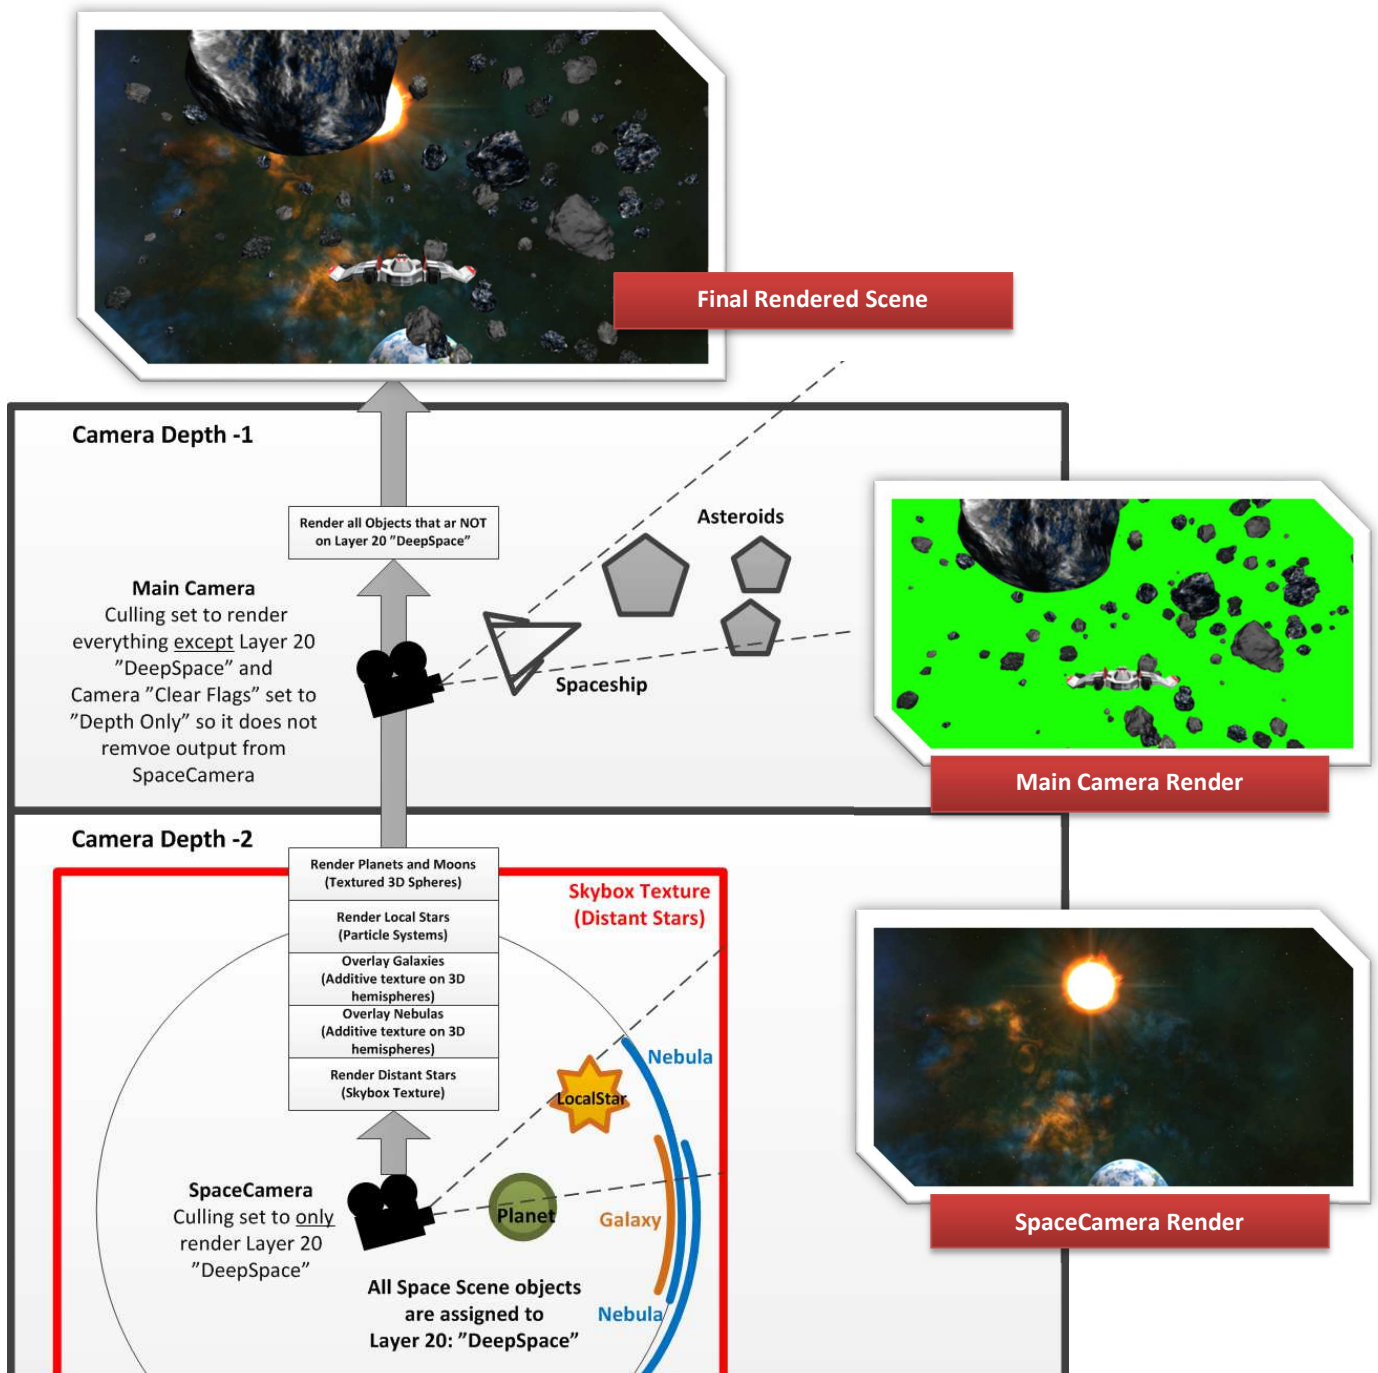 Final Rendered Scene
Camera Depth -1
Render all Objects that ar NOT
on Layer 20 ”DeepSpace”
Asteroids
Main Camera
Culling set to render
everything except Layer 20
”DeepSpace” and
Camera ”Clear Flags” set to
”Depth Only” so it does not
remvoe output from
SpaceCamera
Spaceship
Main Camera Render
Camera Depth -2
Render Planets and Moons
(Textured 3D Spheres)
Render Local Stars
(Particle Systems)
Overlay Galaxies
(Additive texture on 3D
hemispheres)
Overlay Nebulas
(Additive texture on 3D
hemispheres)
Render Distant Stars
(Skybox Texture)
Skybox Texture
(Distant Stars)
Nebula
LocalStar
SpaceCamera
Culling set to only
render Layer 20
”DeepSpace”
Planet
Galaxy
Nebula
All Space Scene objects
are assigned to
Layer 20: ”DeepSpace”
SpaceCamera Render